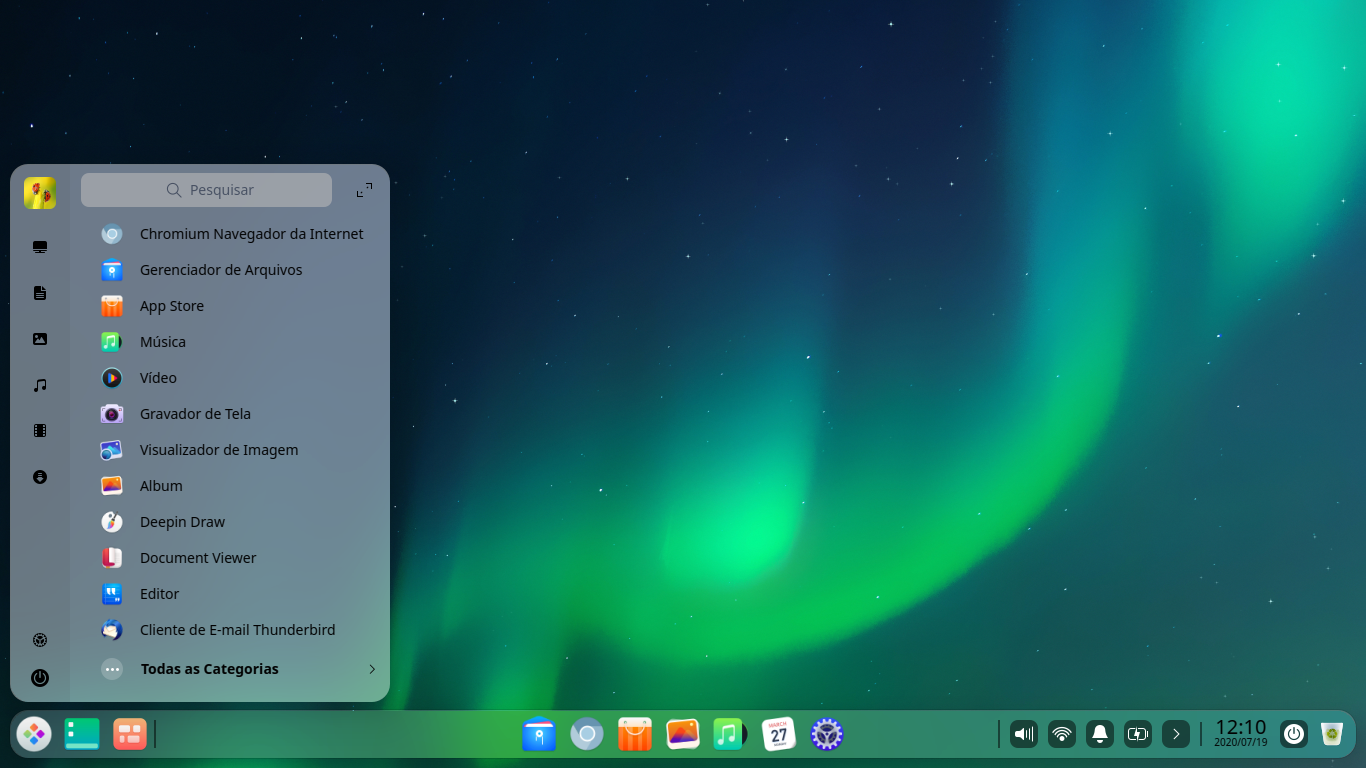 Pesquisar
Chromium Navegador da Internet
Gerenciador de Arquivos
App Store
Música
Vídeo
Gravador de Tela
Visualizador de Imagem
Album
Deepin Draw
Document Viewer
Editor
Cliente de E-mail Thunderbird
Todas as Categorias
MARCH
27
12:10
2020/07/19